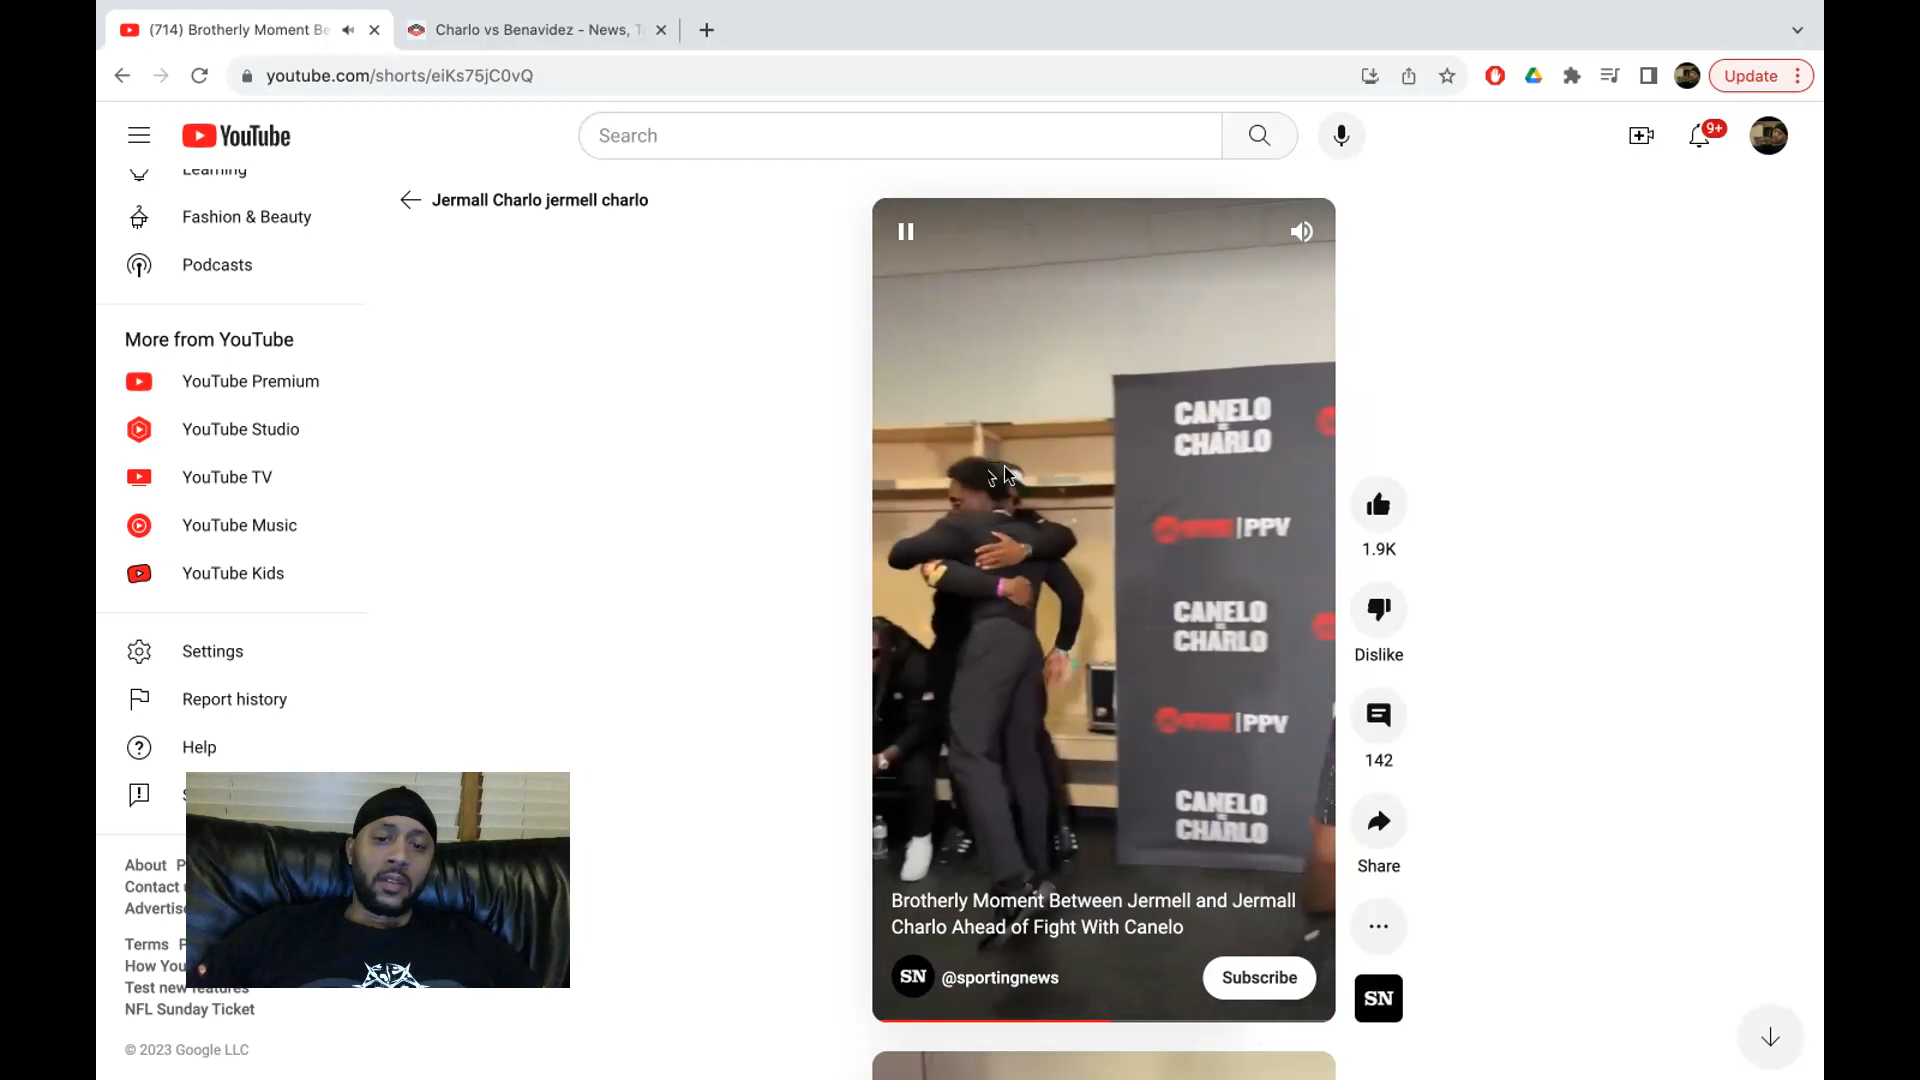 (714) Brotherly Moment Be
Charlo vs Benavidez - News, T
youtube.com/shorts/eiKs75jC0vQ
Update
YouTube
Search
9+
Learning
Jermall Charlo jermell charlo
Fashion & Beauty
Podcasts
More from YouTube
YouTube Premium
YouTube Studio
YouTube TV
YouTube Music
YouTube Kids
Settings
Report history
Help
About P
Contact
Advertise
Terms P
How You
Test new features
NFL Sunday Ticket
© 2023 Google LLC
CANELO
CHARLO
PPV
CANELO
CHARLO
PPV
CANELO
CHARLO
Brotherly Moment Between Jermell and Jermall
Charlo Ahead of Fight With Canelo
SN @sportingnews
Subscribe
1.9K
Dislike
142
Share
SN